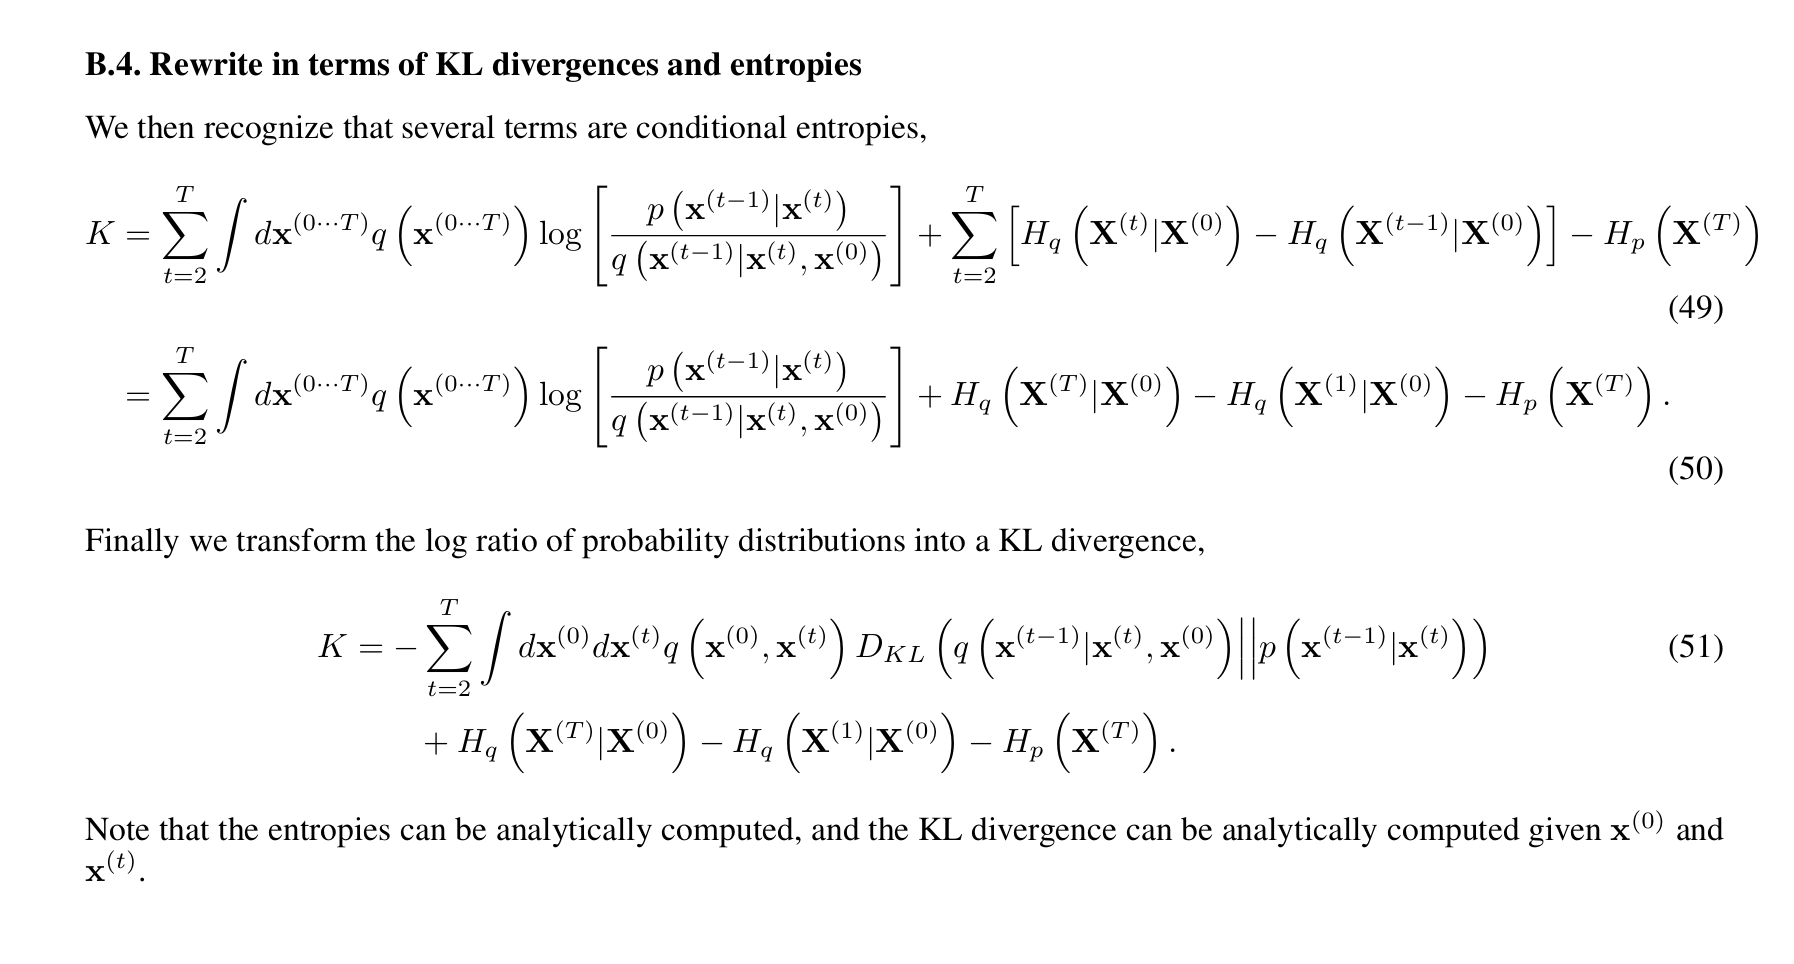 B.4. Rewrite in terms of KL divergences and entropies
We then recognize that several terms are conditional entropies,
$K = \sum_{t=2}^{T} \int d\mathbf{x}^{(0\cdots T)} q\left(\mathbf{x}^{(0\cdots T)}\right) \log \left[ \frac{p\left(\mathbf{x}^{(t-1)}|\mathbf{x}^{(t)}\right)}{q\left(\mathbf{x}^{(t-1)}|\mathbf{x}^{(t)}, \mathbf{x}^{(0)}\right)} \right] + \sum_{t=2}^{T} \left[ H_q\left(\mathbf{X}^{(t)}|\mathbf{X}^{(0)}\right) - H_q\left(\mathbf{X}^{(t-1)}|\mathbf{X}^{(0)}\right) \right] - H_p\left(\mathbf{X}^{(T)}\right)$
(49)
$= \sum_{t=2}^{T} \int d\mathbf{x}^{(0\cdots T)} q\left(\mathbf{x}^{(0\cdots T)}\right) \log \left[ \frac{p\left(\mathbf{x}^{(t-1)}|\mathbf{x}^{(t)}\right)}{q\left(\mathbf{x}^{(t-1)}|\mathbf{x}^{(t)}, \mathbf{x}^{(0)}\right)} \right] + H_q\left(\mathbf{X}^{(T)}|\mathbf{X}^{(0)}\right) - H_q\left(\mathbf{X}^{(1)}|\mathbf{X}^{(0)}\right) - H_p\left(\mathbf{X}^{(T)}\right).$
(50)
Finally we transform the log ratio of probability distributions into a KL divergence,
$K = -\sum_{t=2}^{T} \int d\mathbf{x}^{(0)} d\mathbf{x}^{(t)} q\left(\mathbf{x}^{(0)}, \mathbf{x}^{(t)}\right) D_{KL}\left(q\left(\mathbf{x}^{(t-1)}|\mathbf{x}^{(t)}, \mathbf{x}^{(0)}\right) \middle|\middle| p\left(\mathbf{x}^{(t-1)}|\mathbf{x}^{(t)}\right)\right)$ (51)
$+ H_q\left(\mathbf{X}^{(T)}|\mathbf{X}^{(0)}\right) - H_q\left(\mathbf{X}^{(1)}|\mathbf{X}^{(0)}\right) - H_p\left(\mathbf{X}^{(T)}\right).$
Note that the entropies can be analytically computed, and the KL divergence can be analytically computed given $\mathbf{x}^{(0)}$ and
$\mathbf{x}^{(t)}$.